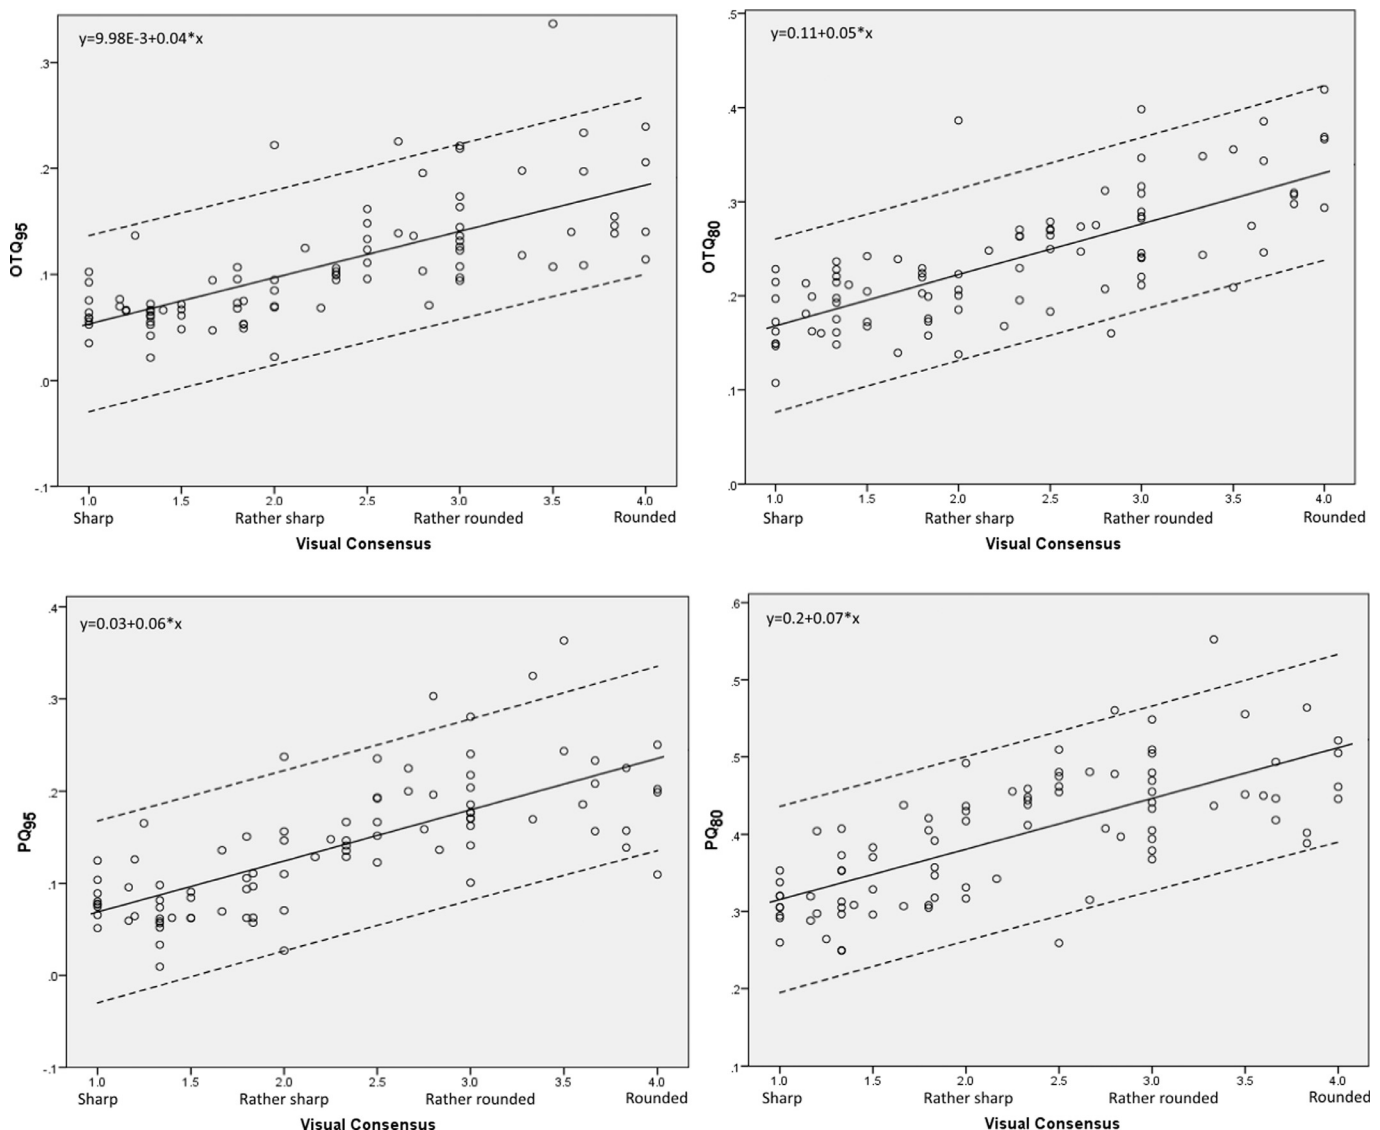 y=9.98E-3+0.04*x
.3
.2
.1
.0
-.1
OTQ95
1.0 1.5 2.0 2.5 3.0 3.5 4.0
Sharp Rather sharp Rather rounded Rounded
Visual Consensus
y=0.11+0.05*x
.5
.4
.3
.2
.1
.0
OTQ80
1.0 1.5 2.0 2.5 3.0 3.5 4.0
Sharp Rather sharp Rather rounded Rounded
Visual Consensus
y=0.03+0.06*x
.4
.3
.2
.1
.0
-.1
PQ95
1.0 1.5 2.0 2.5 3.0 3.5 4.0
Sharp Rather sharp Rather rounded Rounded
Visual Consensus
y=0.2+0.07*x
.6
.5
.5
.4
.3
.2
.1
PQ80
1.0 1.5 2.0 2.5 3.0 3.5 4.0
Sharp Rather sharp Rather rounded Rounded
Visual Consensus